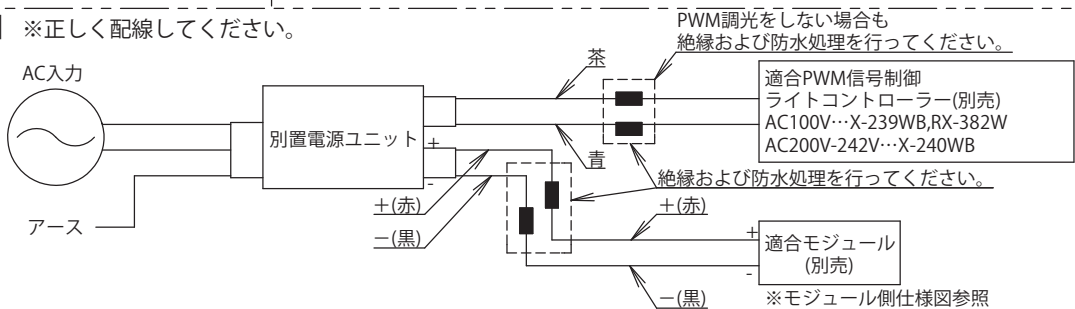 ※正しく配線してください。
PWM調光をしない場合も
絶縁および防水処理を行ってください。
AC入力
茶
適合PWM信号制御
ライトコントローラー(別売)
AC100V…X-239WB,RX-382W
AC200V-242V…X-240WB
別置電源ユニット
+
-
青
絶縁および防水処理を行ってください。
アース
+(赤)
-(黒)
+(赤)
+
-
適合モジュール
(別売)
-(黒)
※モジュール側仕様図参照